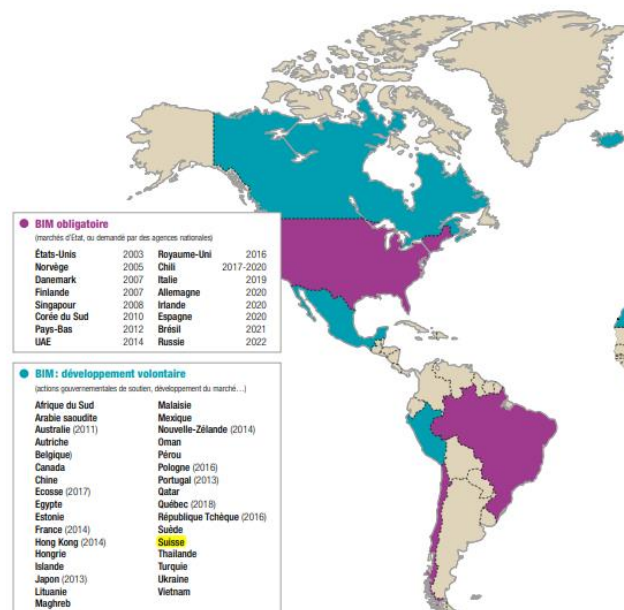 BIM obligatoire
(marchés d'Etat, ou demandé par des agences nationales)
États-Unis 2003 Royaume-Uni 2016
Norvège 2005 Chili 2017-2020
Danemark 2007 Italie 2019
Finlande 2007 Allemagne 2020
Singapour 2008 Irlande 2020
Corée du Sud 2010 Espagne 2020
Pays-Bas 2012 Brésil 2021
UAE 2014 Russie 2022
BIM : développement volontaire
(actions gouvernementales de soutien, développement du marché…)
Afrique du Sud
Arabie saoudite
Australie (2011)
Autriche
Belgique)
Canada
Chine
Ecosse (2017)
Egypte
Estonie
France (2014)
Hong Kong (2014)
Hongrie
Islande
Japon (2013)
Lituanie
Maghreb
Malaisie
Mexique
Nouvelle-Zélande (2014)
Oman
Pérou
Pologne (2016)
Portugal (2013)
Qatar
Québec (2018)
République Tchèque (2016)
Suède
Suisse
Thaïlande
Turquie
Ukraine
Vietnam